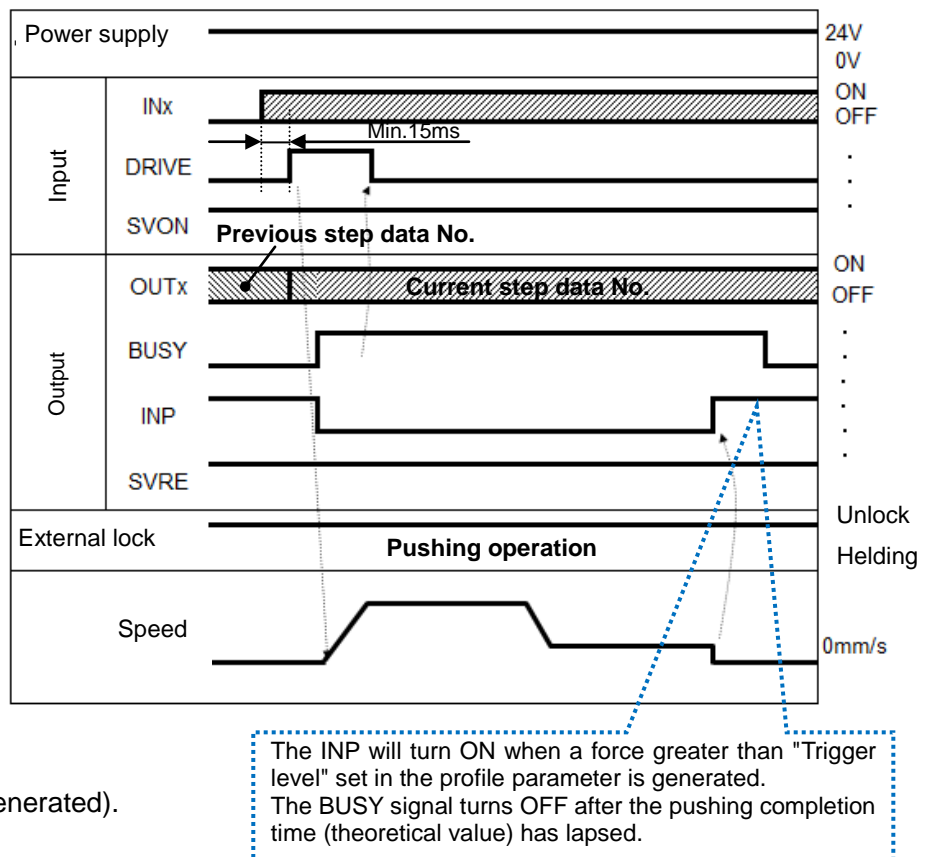 Power supply
24V
0V
Input
INx
ON
OFF
Min.15ms
DRIVE
.
.
.
SVON
Previous step data No.
Output
OUTx
Current step data No.
ON
OFF
BUSY
.
.
.
INP
.
.
.
SVRE
External lock
Pushing operation
Unlock
Helding
Speed
0mm/s
The INP will turn ON when a force greater than "Trigger
level" set in the profile parameter is generated.
The BUSY signal turns OFF after the pushing completion
time (theoretical value) has lapsed.
enerated).